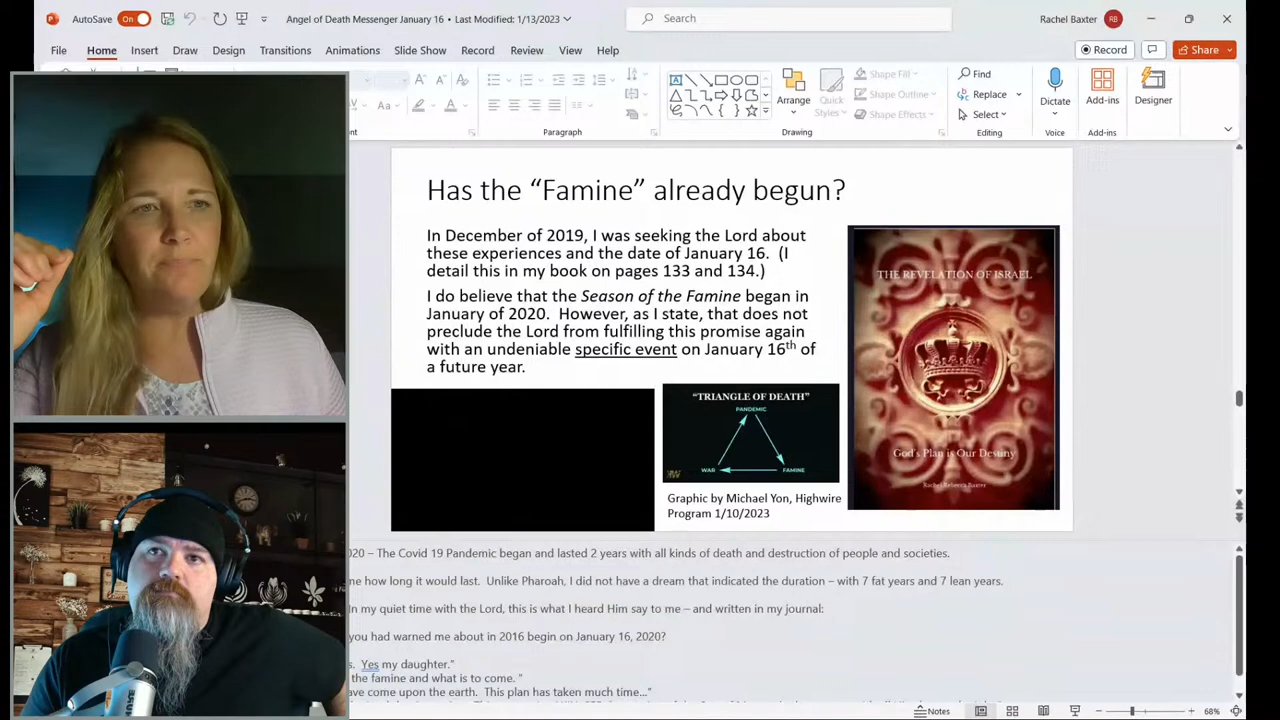 AutoSave
On
Angel of Death Messenger January 16 • Last Modified: 1/13/2023
Search
Rachel Baxter
RB
File
Home
Insert
Draw
Design
Transitions
Animations
Slide Show
Record
Review
View
Help
Record
Share
Aa
Paragraph
Arrange
Quick
Styles
Shape Fill
Shape Outline
Shape Effects
Drawing
Find
Replace
Select
Editing
Dictate
Voice
Add-ins
Add-ins
Designer
Has the “Famine” already begun?
In December of 2019, I was seeking the Lord about
these experiences and the date of January 16. (I
detail this in my book on pages 133 and 134.)
I do believe that the Season of the Famine began in
January of 2020. However, as I state, that does not
preclude the Lord from fulfilling this promise again
with an undeniable specific event on January 16th of
a future year.
“TRIANGLE OF DEATH”
PANDEMIC
WAR
FAMINE
Graphic by Michael Yon, Highwire
Program 1/10/2023
THE REVELATION OF ISRAEL
God's Plan is Our Destiny
Rachel Rebecca Baxter
020 – The Covid 19 Pandemic began and lasted 2 years with all kinds of death and destruction of people and societies.
me how long it would last. Unlike Pharoah, I did not have a dream that indicated the duration – with 7 fat years and 7 lean years.
In my quiet time with the Lord, this is what I heard Him say to me – and written in my journal:
you had warned me about in 2016 begin on January 16, 2020?
s. Yes my daughter.”
the famine and what is to come. ”
ave come upon the earth. This plan has taken much time…”
Notes
68%